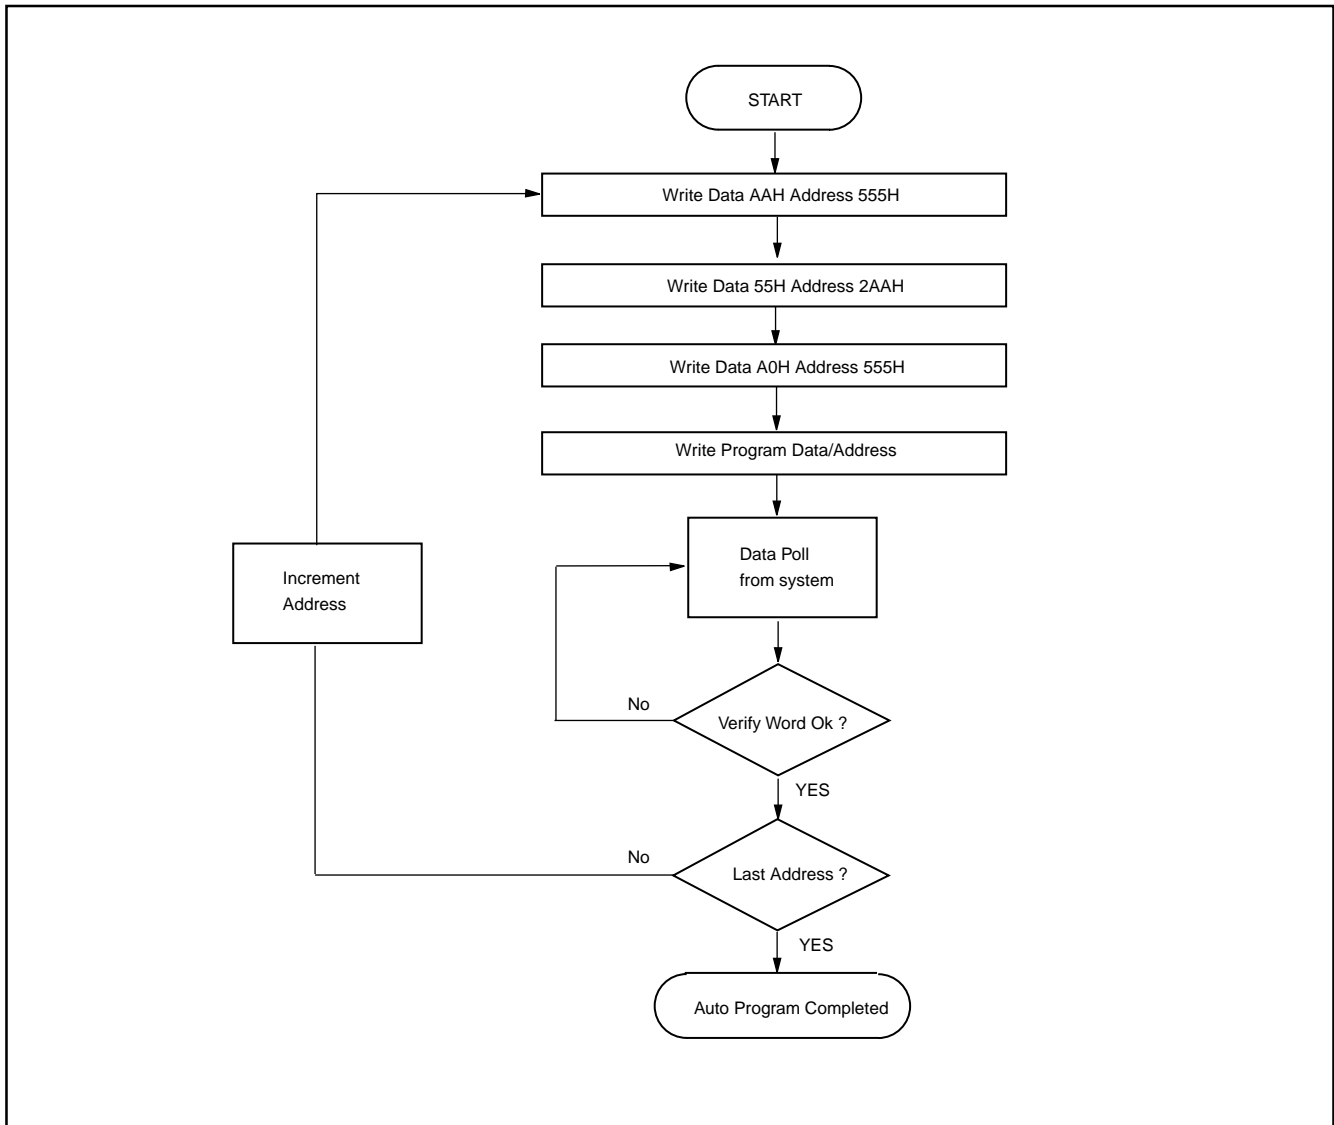 START
Write Data AAH Address 555H
Write Data 55H Address 2AAH
Write Data A0H Address 555H
Write Program Data/Address
Data Poll
from system
Increment
Address
No
Verify Word Ok ?
YES
No
Last Address ?
YES
Auto Program Completed